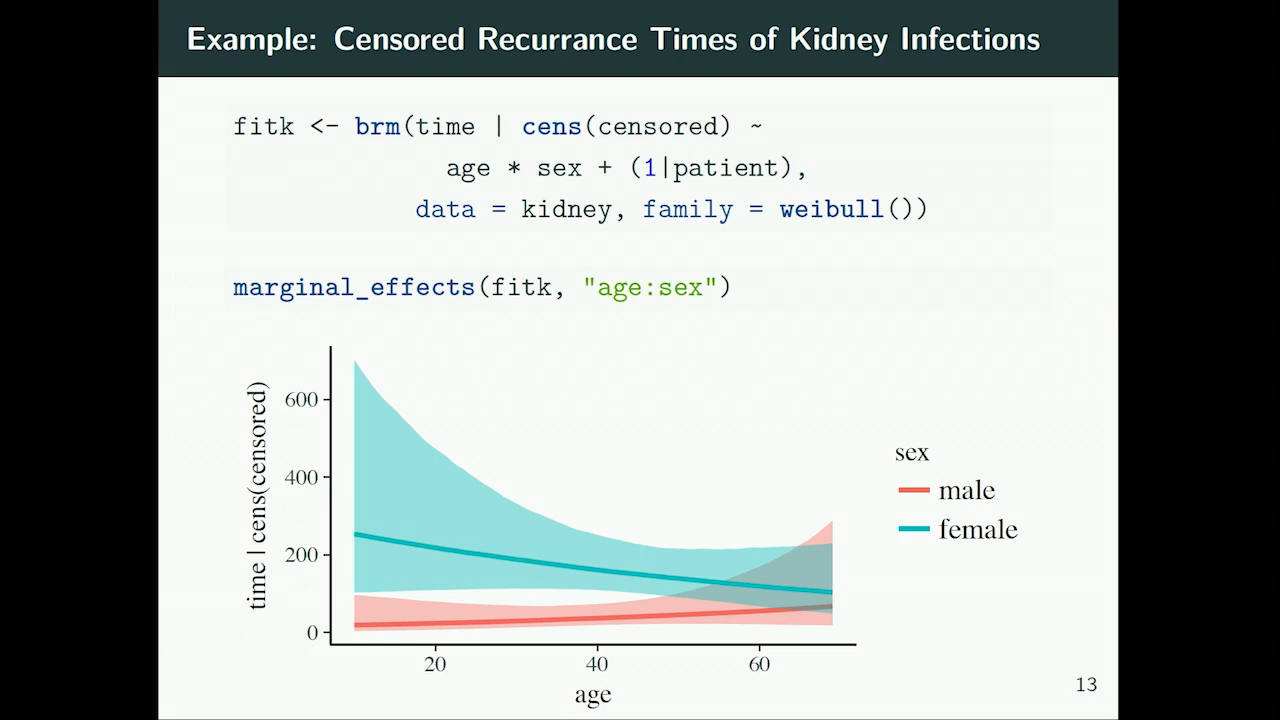 Example: Censored Recurrance Times of Kidney Infections
fitk <- brm(time | cens(censored) ~
age * sex + (1|patient),
data = kidney, family = weibull())
marginal_effects(fitk, "age:sex")
time | cens(censored)
600
400
200
0
20
40
60
age
sex
male
female
13